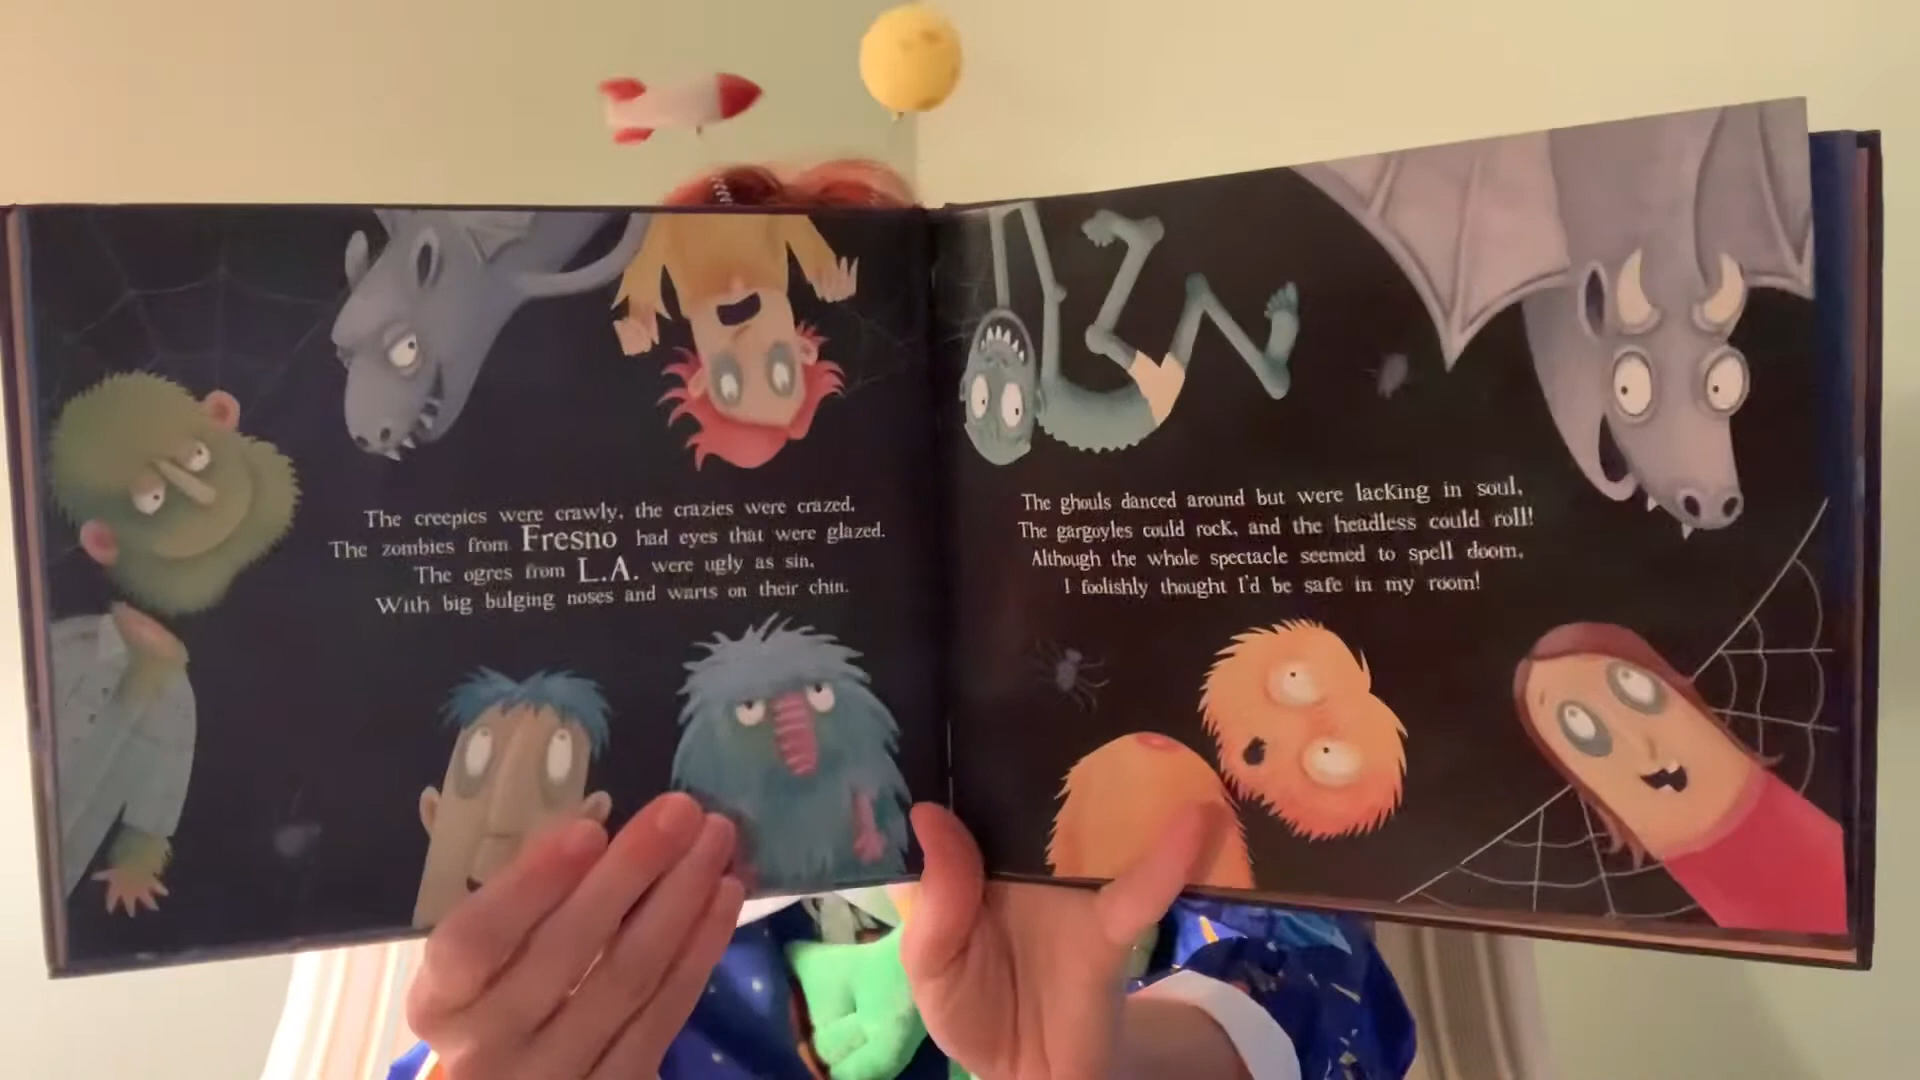 The creepies were crawly, the crazies were crazed,
The zombies from Fresno had eyes that were glazed.
The ogres from L.A. were ugly as sin,
With big bulging noses and warts on their chin.
The ghouls danced around but were lacking in soul,
The gargoyles could rock, and the headless could roll!
Although the whole spectacle seemed to spell doom,
I foolishly thought I'd be safe in my room!